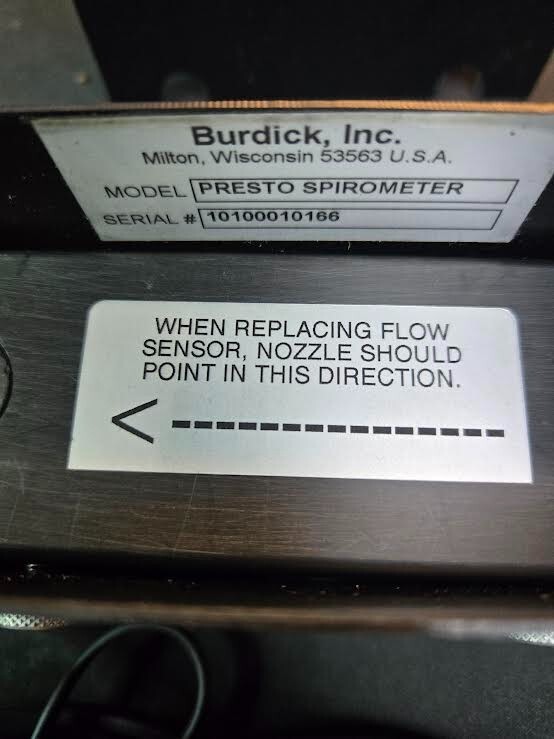 Burdick, Inc.
Milton, Wisconsin 53563 U.S.A.
MODEL PRESTO SPIROMETER
SERIAL # 10100010166
WHEN REPLACING FLOW
SENSOR, NOZZLE SHOULD
POINT IN THIS DIRECTION.